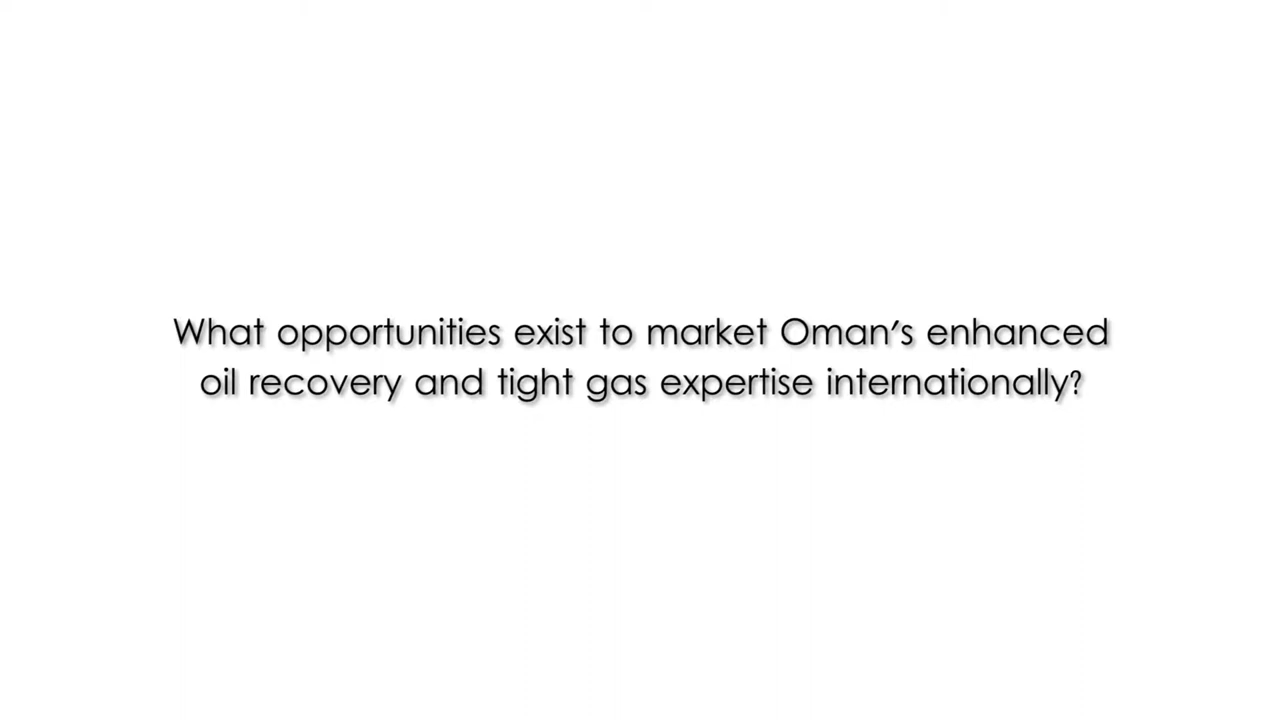 What opportunities exist to market Oman's enhanced
oil recovery and tight gas expertise internationally?